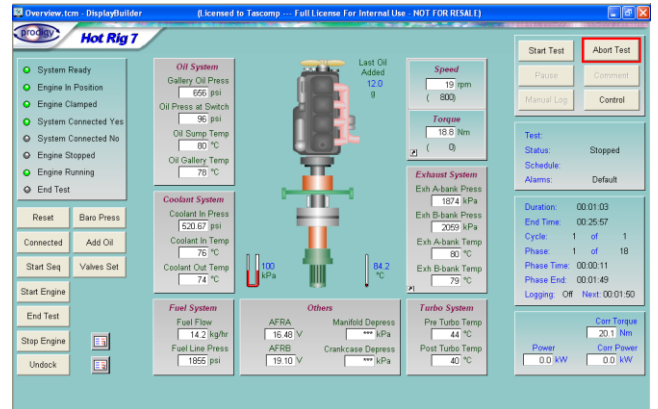 Overview.tcm - DisplayBuilder (Licensed to Tascomp --- Full License For Internal Use - NOT FOR RESALE)
prodigy Hot Rig 7
System Ready
Engine In Position
Engine Clamped
System Connected Yes
System Connected No
Engine Stopped
Engine Running
End Test
Reset Baro Press
Connected Add Oil
Start Seq Valves Set
Start Engine
End Test
Stop Engine
Undock
Oil System
Gallery Oil Press
656 psi
Oil Press at Switch
96 psi
Oil Sump Temp
80 °C
Oil Gallery Temp
78 °C
Coolant System
Coolant In Press
520.67 psi
Coolant In Temp
76 °C
Coolant Out Temp
74 °C
Fuel System
Fuel Flow
14.2 kg/hr
Fuel Line Press
1855 psi
Last Oil
Added
12.0
g
100
kPa
84.2
°C
Others
AFRA Manifold Depress
16.48 V *** kPa
AFRB Crankcase Depress
19.10 V *** kPa
Speed
19 rpm
( 800)
Torque
18.8 Nm
( 0)
Exhaust System
Exh A-bank Press
1874 kPa
Exh B-bank Press
2059 kPa
Exh A-bank Temp
80 °C
Exh B-bank Temp
79 °C
Turbo System
Pre Turbo Temp
44 °C
Post Turbo Temp
40 °C
Start Test Abort Test
Pause Comment
Manual Log Control
Test:
Status: Stopped
Schedule:
Alarms: Default
Duration: 00:01:03
End Time: 00:25:57
Cycle: 1 of 1
Phase: 1 of 18
Phase Time: 00:00:11
Phase End: 00:01:49
Logging: Off Next: 00:01:50
Corr Torque
20.1 Nm
Power Corr Power
0.0 kW 0.0 kW